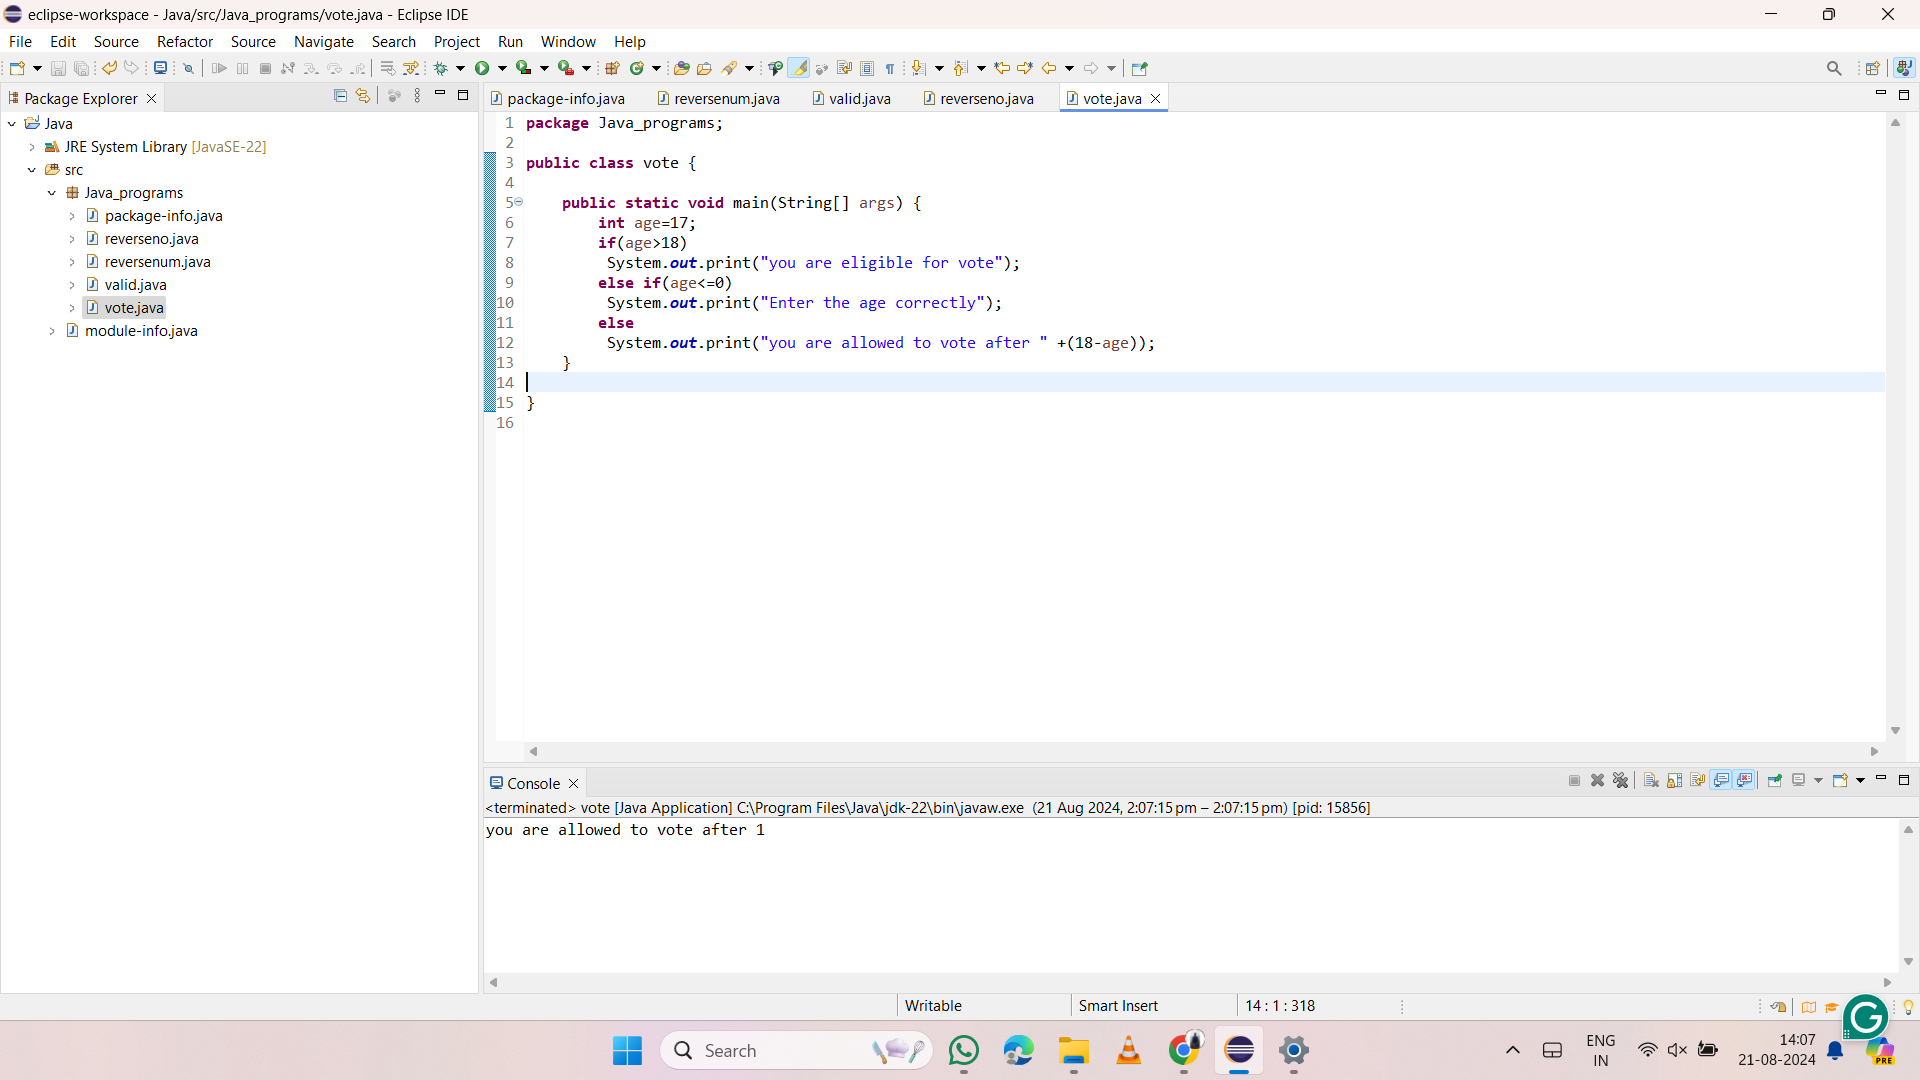 eclipse-workspace - Java/src/Java_programs/vote.java - Eclipse IDE
File Edit Source Refactor Source Navigate Search Project Run Window Help
Package Explorer
Java
JRE System Library [JavaSE-22]
src
Java_programs
package-info.java
reverseno.java
reversenum.java
valid.java
vote.java
module-info.java
package-info.java reversenum.java valid.java reverseno.java vote.java
1 package Java_programs;
2
3 public class vote {
4
5 public static void main(String[] args) {
6 int age=17;
7 if(age>18)
8 System.out.print("you are eligible for vote");
9 else if(age<=0)
10 System.out.print("Enter the age correctly");
11 else
12 System.out.print("you are allowed to vote after " +(18-age));
13 }
14
15 }
16
Console
<terminated> vote [Java Application] C:\Program Files\Java\jdk-22\bin\javaw.exe (21 Aug 2024, 2:07:15 pm – 2:07:15 pm) [pid: 15856]
you are allowed to vote after 1
Writable Smart Insert 14 : 1 : 318
Search
ENG
IN
14:07
21-08-2024
PRE